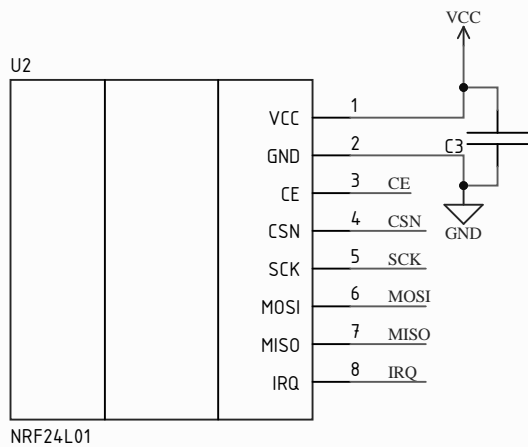 VCC
U2
VCC 1
GND 2
C3
CE 3 CE
CSN 4 CSN
GND
SCK 5 SCK
MOSI 6 MOSI
MISO 7 MISO
IRQ 8 IRQ
NRF24L01